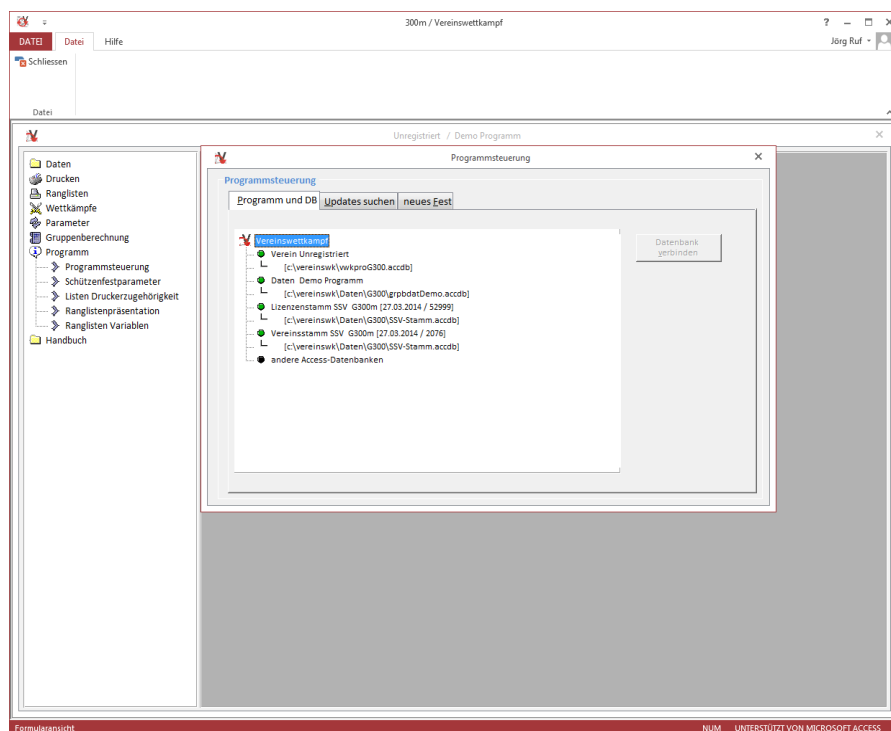 300m / Vereinswettkampf
?
DATEI Datei Hilfe
Jörg Ruf
Schliessen
Datei
Unregistriert / Demo Programm
Daten
Drucken
Ranglisten
Wettkämpfe
Parameter
Gruppenberechnung
Programm
Programmsteuerung
Schützenfestparameter
Listen Druckerzugehörigkeit
Ranglistenpräsentation
Ranglisten Variablen
Handbuch
Programmsteuerung
Programmsteuerung
Programm und DB Updates suchen neues Fest
Vereinswettkampf
Verein Unregistriert
[c:\vereinswk\vwkproG300.accdb]
Daten Demo Programm
[c:\vereinswk\Daten\G300\grpbdatDemo.accdb]
Lizenzenstamm SSV G300m [27.03.2014 / 52999]
[c:\vereinswk\Daten\G300\SSV-Stamm.accdb]
Vereinsstamm SSV G300m [27.03.2014 / 2076]
[c:\vereinswk\Daten\G300\SSV-Stamm.accdb]
andere Access-Datenbanken
Datenbank
verbinden
Formularansicht
NUM UNTERSTÜTZT VON MICROSOFT ACCESS